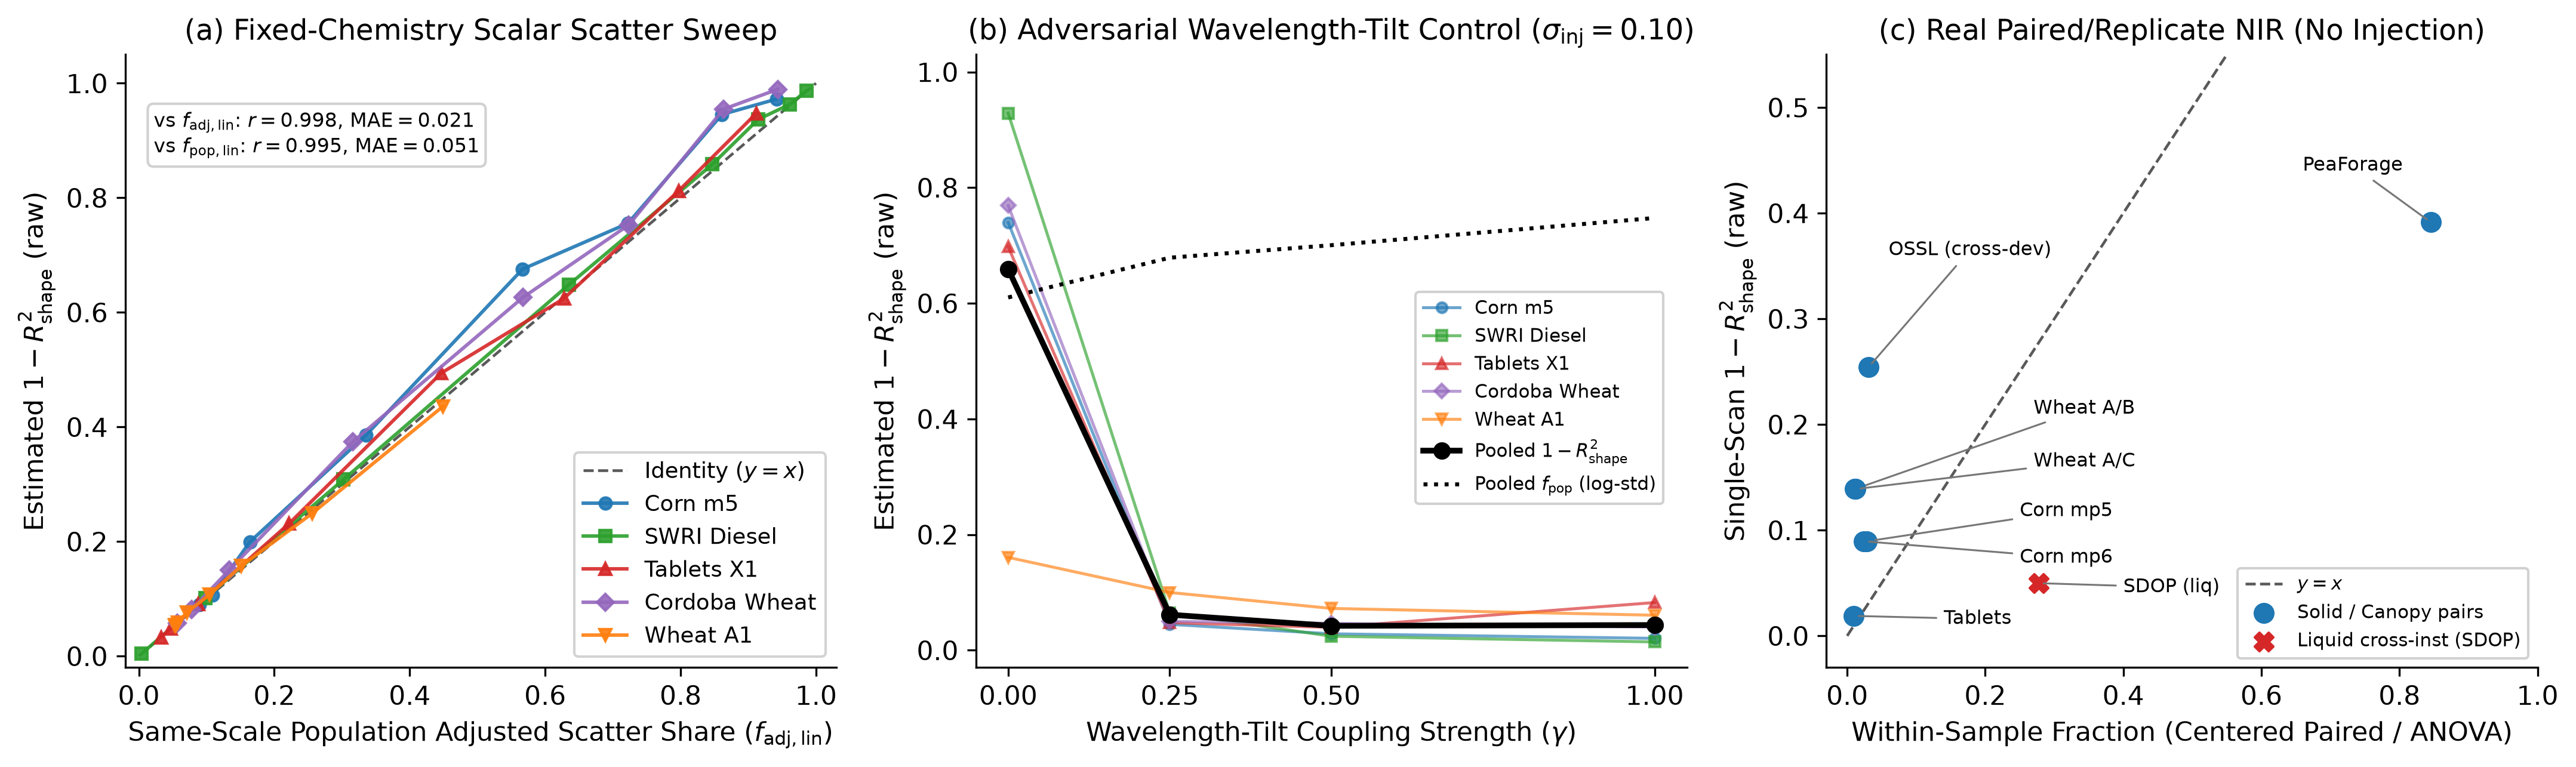 (a) Fixed-Chemistry Scalar Scatter Sweep
1.0
0.8
0.6
0.4
0.2
0.0
Estimated 1 − R²shape (raw)
vs fadj, lin: r = 0.998, MAE = 0.021
vs fpop, lin: r = 0.995, MAE = 0.051
Identity (y = x)
Corn m5
SWRI Diesel
Tablets X1
Cordoba Wheat
Wheat A1
0.0 0.2 0.4 0.6 0.8 1.0
Same-Scale Population Adjusted Scatter Share (fadj, lin)
(b) Adversarial Wavelength-Tilt Control (σinj = 0.10)
1.0
0.8
0.6
0.4
0.2
0.0
Estimated 1 − R²shape (raw)
Corn m5
SWRI Diesel
Tablets X1
Cordoba Wheat
Wheat A1
Pooled 1 − R²shape
Pooled fpop (log-std)
0.00 0.25 0.50 1.00
Wavelength-Tilt Coupling Strength (γ)
(c) Real Paired/Replicate NIR (No Injection)
0.5
0.4
0.3
0.2
0.1
0.0
Single-Scan 1 − R²shape (raw)
PeaForage
OSSL (cross-dev)
Wheat A/B
Wheat A/C
Corn mp5
Corn mp6
SDOP (liq)
Tablets
y = x
Solid / Canopy pairs
Liquid cross-inst (SDOP)
0.0 0.2 0.4 0.6 0.8 1.0
Within-Sample Fraction (Centered Paired / ANOVA)